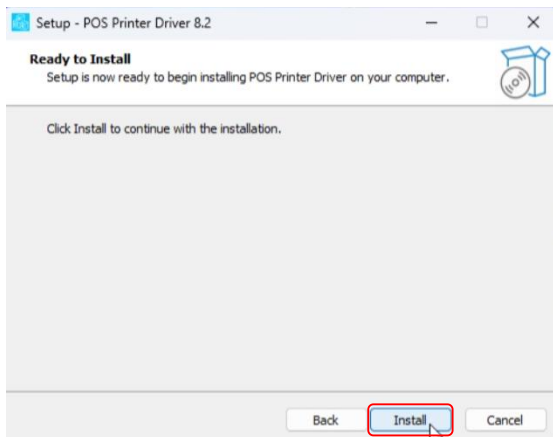 Setup - POS Printer Driver 8.2
Ready to Install
Setup is now ready to begin installing POS Printer Driver on your computer.
Click Install to continue with the installation.
Back Install Cancel